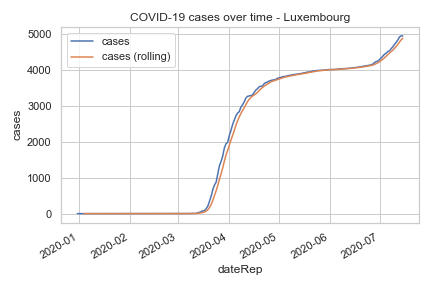 COVID-19 cases over time - Luxembourg
cases
cases (rolling)
5000
4000
3000
2000
1000
0
cases
2020-01
2020-02
2020-03
2020-04
2020-05
2020-06
2020-07
dateRep